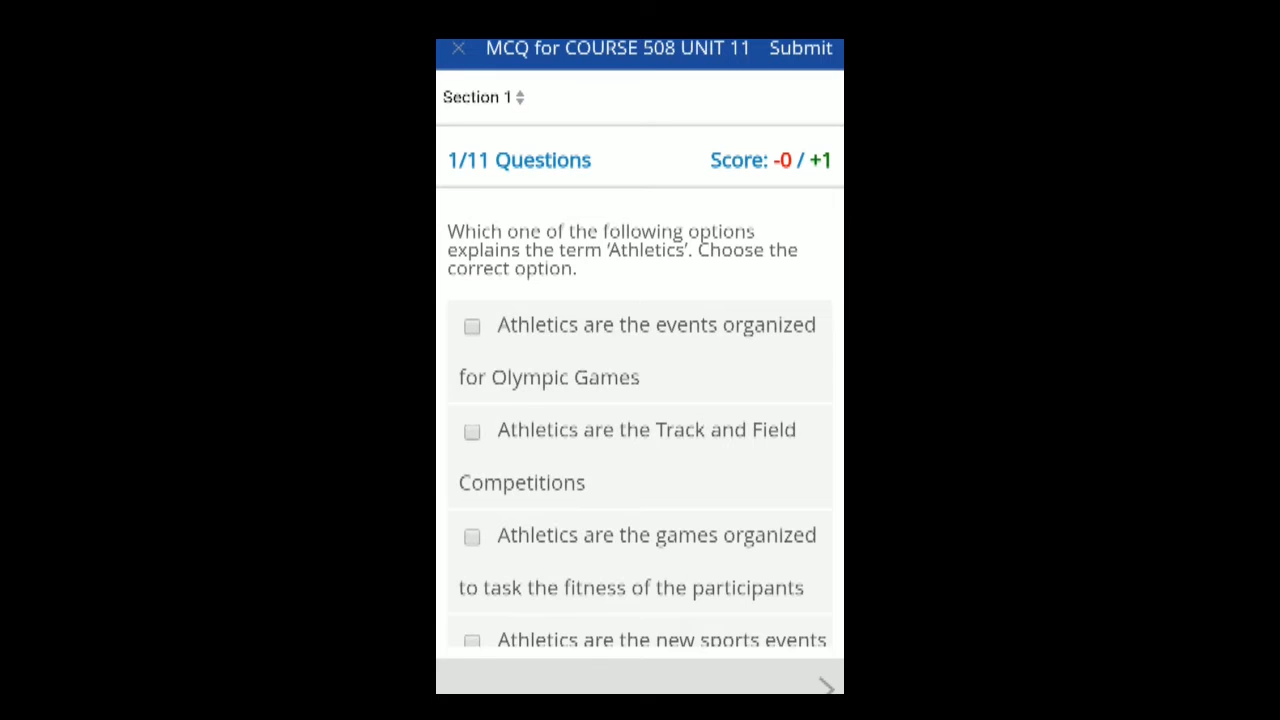 MCQ for COURSE 508 UNIT 11 Submit
Section 1
1/11 Questions Score: -0 / +1
Which one of the following options
explains the term ‘Athletics’. Choose the
correct option.
Athletics are the events organized
for Olympic Games
Athletics are the Track and Field
Competitions
Athletics are the games organized
to task the fitness of the participants
Athletics are the new sports events